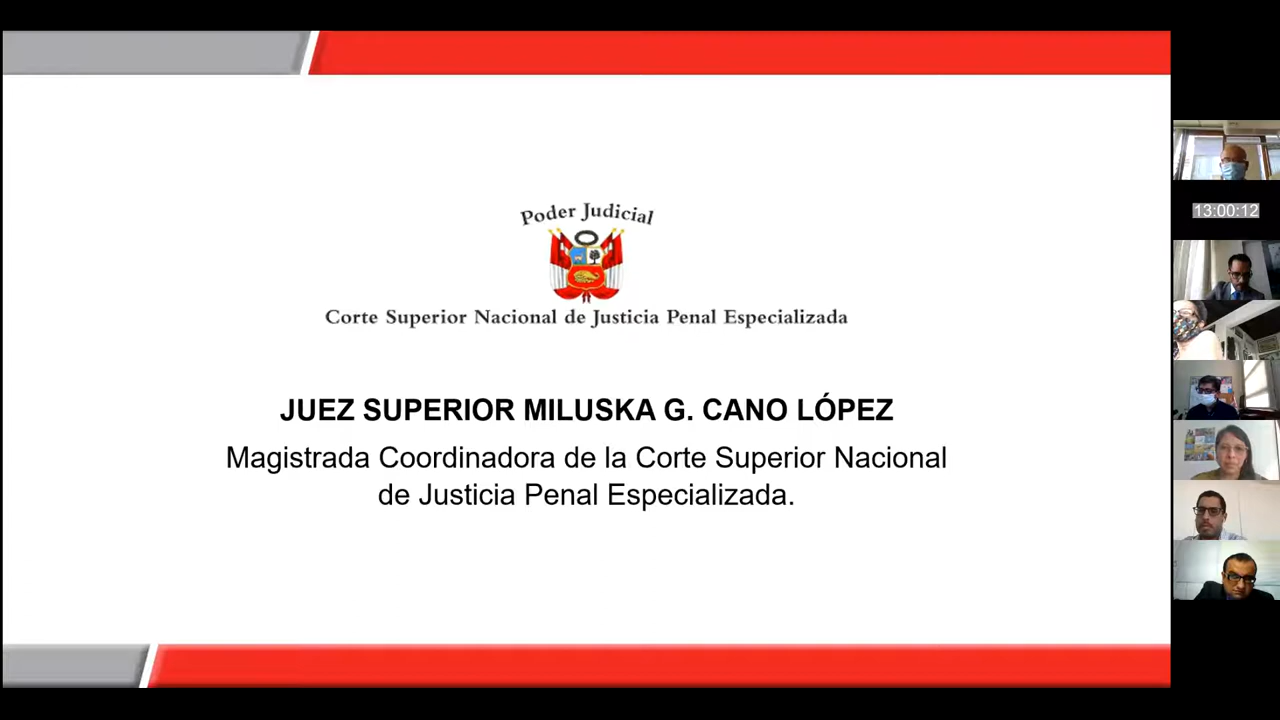 Poder Judicial
Corte Superior Nacional de Justicia Penal Especializada
JUEZ SUPERIOR MILUSKA G. CANO LÓPEZ
Magistrada Coordinadora de la Corte Superior Nacional
de Justicia Penal Especializada.
13:00:12